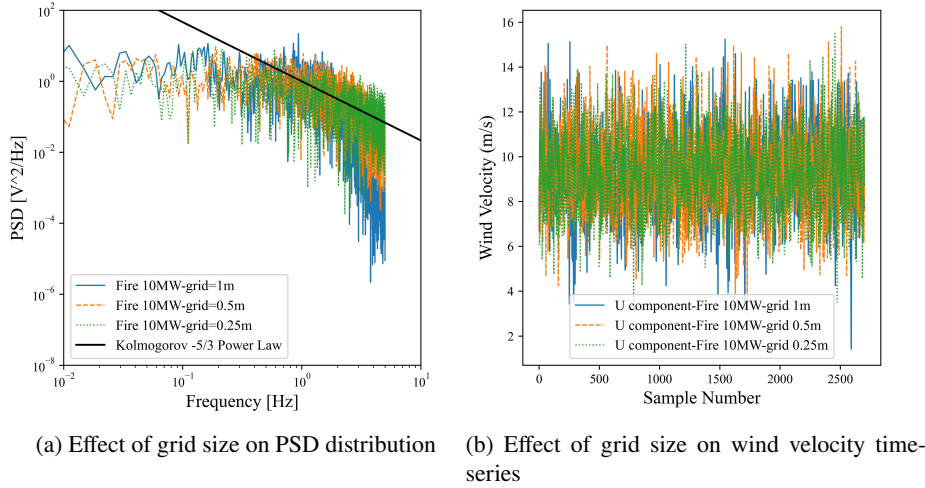 10^2
10^0
10^−2
10^−4
10^−6
10^−8
PSD [V^2/Hz]
Fire 10MW-grid=1m
Fire 10MW-grid=0.5m
Fire 10MW-grid=0.25m
Kolmogorov -5/3 Power Law
10^−2 10^−1 10^0 10^1
Frequency [Hz]
16
14
12
10
8
6
4
2
Wind Velocity (m/s)
U component-Fire 10MW-grid 1m
U component-Fire 10MW-grid 0.5m
U component-Fire 10MW-grid 0.25m
0 500 1000 1500 2000 2500
Sample Number
(a) Effect of grid size on PSD distribution
(b) Effect of grid size on wind velocity time-
series